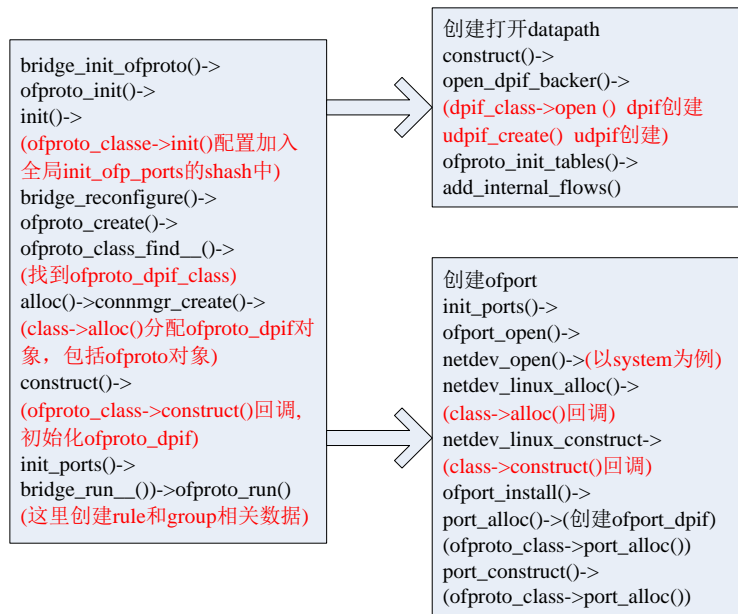 bridge_init_ofproto()->
ofproto_init()->
init()->
(ofproto_classe->init()配置加入
全局init_ofp_ports的shash中)
bridge_reconfigure()->
ofproto_create()->
ofproto_class_find__()->
(找到ofproto_dpif_class)
alloc()->connmgr_create()->
(class->alloc()分配ofproto_dpif对
象，包括ofproto对象)
construct()->
(ofproto_class->construct()回调,
初始化ofproto_dpif)
init_ports()->
bridge_run__())->ofproto_run()
(这里创建rule和group相关数据)
创建打开datapath
construct()->
open_dpif_backer()->
(dpif_class->open () dpif创建
udpif_create() udpif创建)
ofproto_init_tables()->
add_internal_flows()
创建ofport
init_ports()->
ofport_open()->
netdev_open()->(以system为例)
netdev_linux_alloc()->
(class->alloc()回调)
netdev_linux_construct->
(class->construct()回调)
ofport_install()->
port_alloc()->(创建ofport_dpif)
(ofproto_class->port_alloc())
port_construct()->
(ofproto_class->port_alloc())